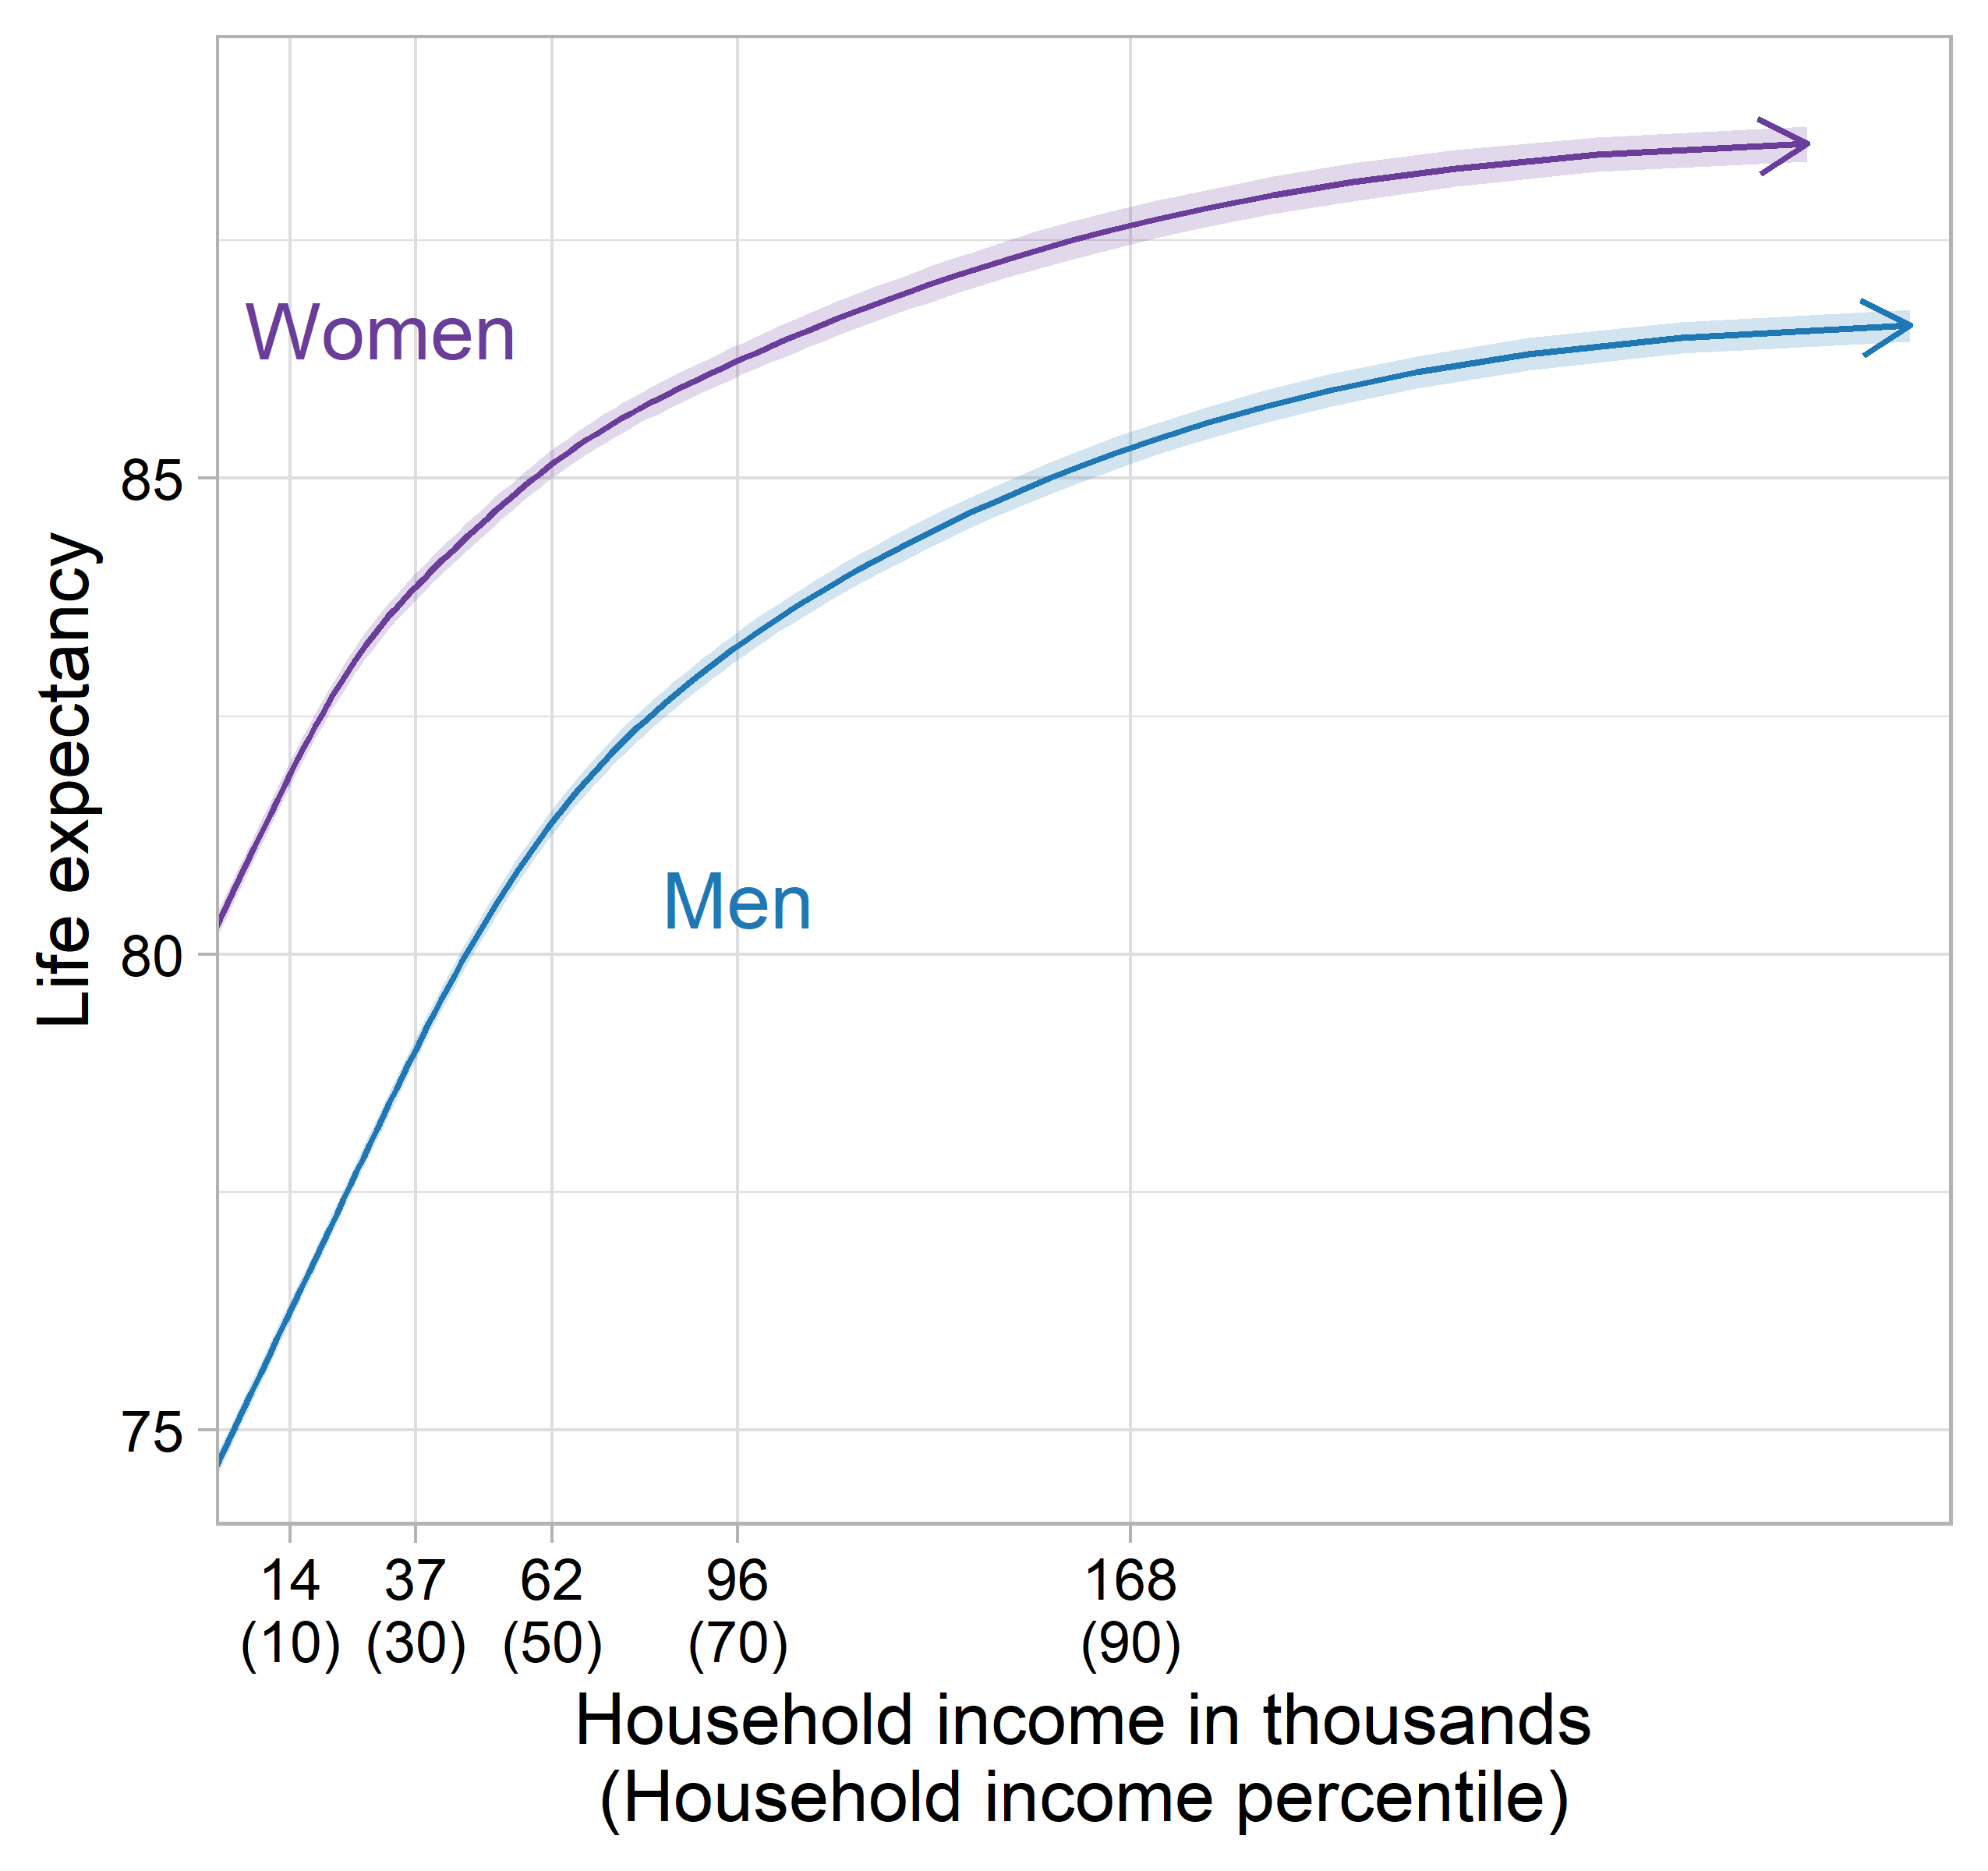 Women
Men
Life expectancy
85
80
75
14 37 62 96 168
(10) (30) (50) (70) (90)
Household income in thousands
(Household income percentile)